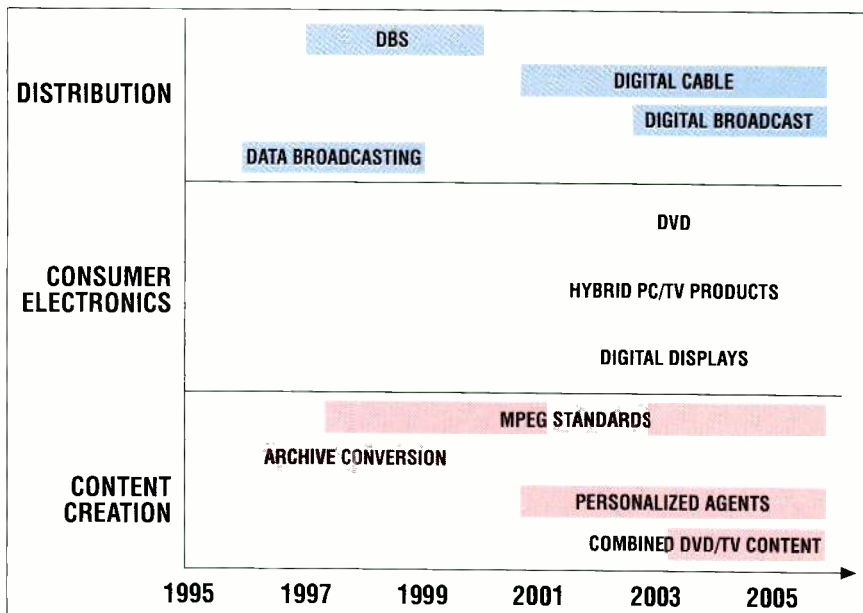 DBS
DISTRIBUTION
DIGITAL CABLE
DIGITAL BROADCAST
DATA BROADCASTING
DVD
CONSUMER
ELECTRONICS
HYBRID PC/TV PRODUCTS
DIGITAL DISPLAYS
MPEG STANDARDS
ARCHIVE CONVERSION
CONTENT
CREATION
PERSONALIZED AGENTS
COMBINED DVD/TV CONTENT
1995 1997 1999 2001 2003 2005